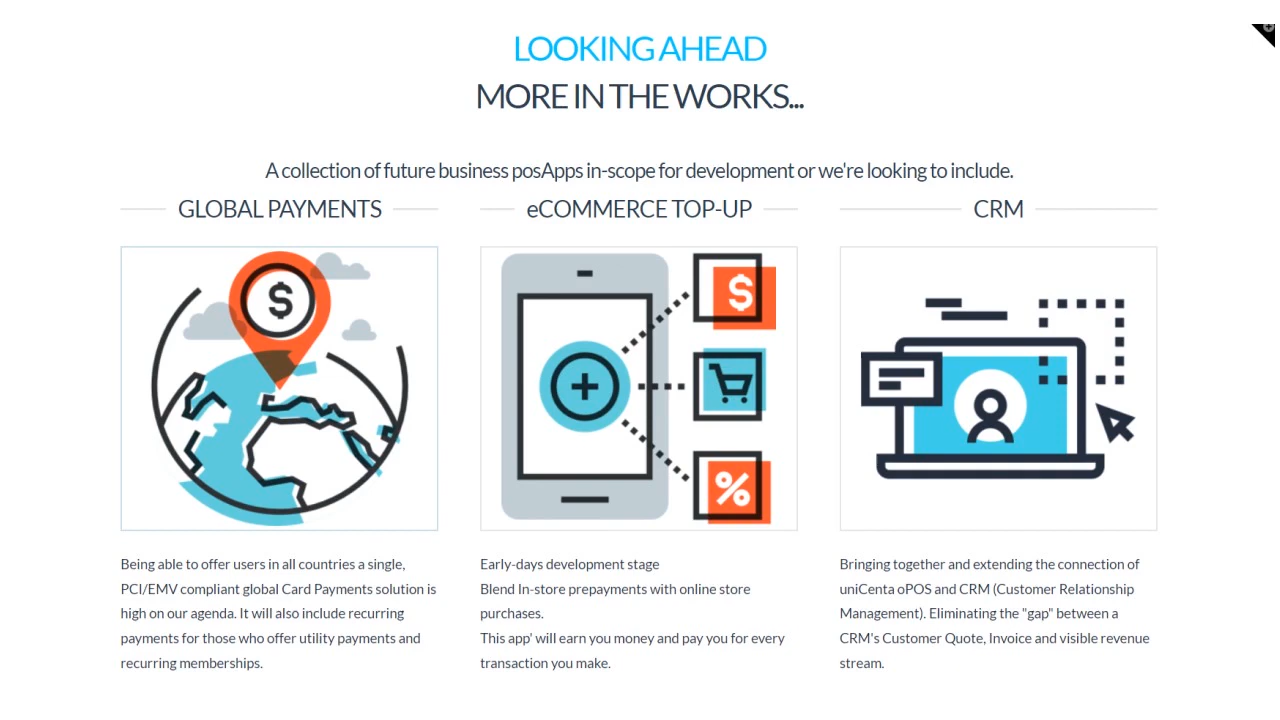 LOOKING AHEAD
MORE IN THE WORKS...
A collection of future business posApps in-scope for development or we're looking to include.
GLOBAL PAYMENTS
eCOMMERCE TOP-UP
CRM
$
$
%
Being able to offer users in all countries a single,
PCI/EMV compliant global Card Payments solution is
high on our agenda. It will also include recurring
payments for those who offer utility payments and
recurring memberships.
Early-days development stage
Blend In-store prepayments with online store
purchases.
This app' will earn you money and pay you for every
transaction you make.
Bringing together and extending the connection of
uniCenta oPOS and CRM (Customer Relationship
Management). Eliminating the "gap" between a
CRM's Customer Quote, Invoice and visible revenue
stream.